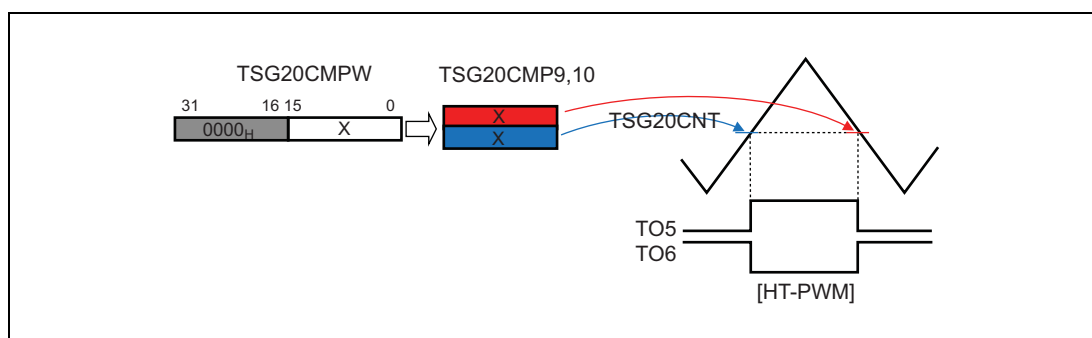 TSG20CMPW
TSG20CMP9,10
31 16 15 0
0000H X
X
X
TSG20CNT
TO5
TO6
[HT-PWM]